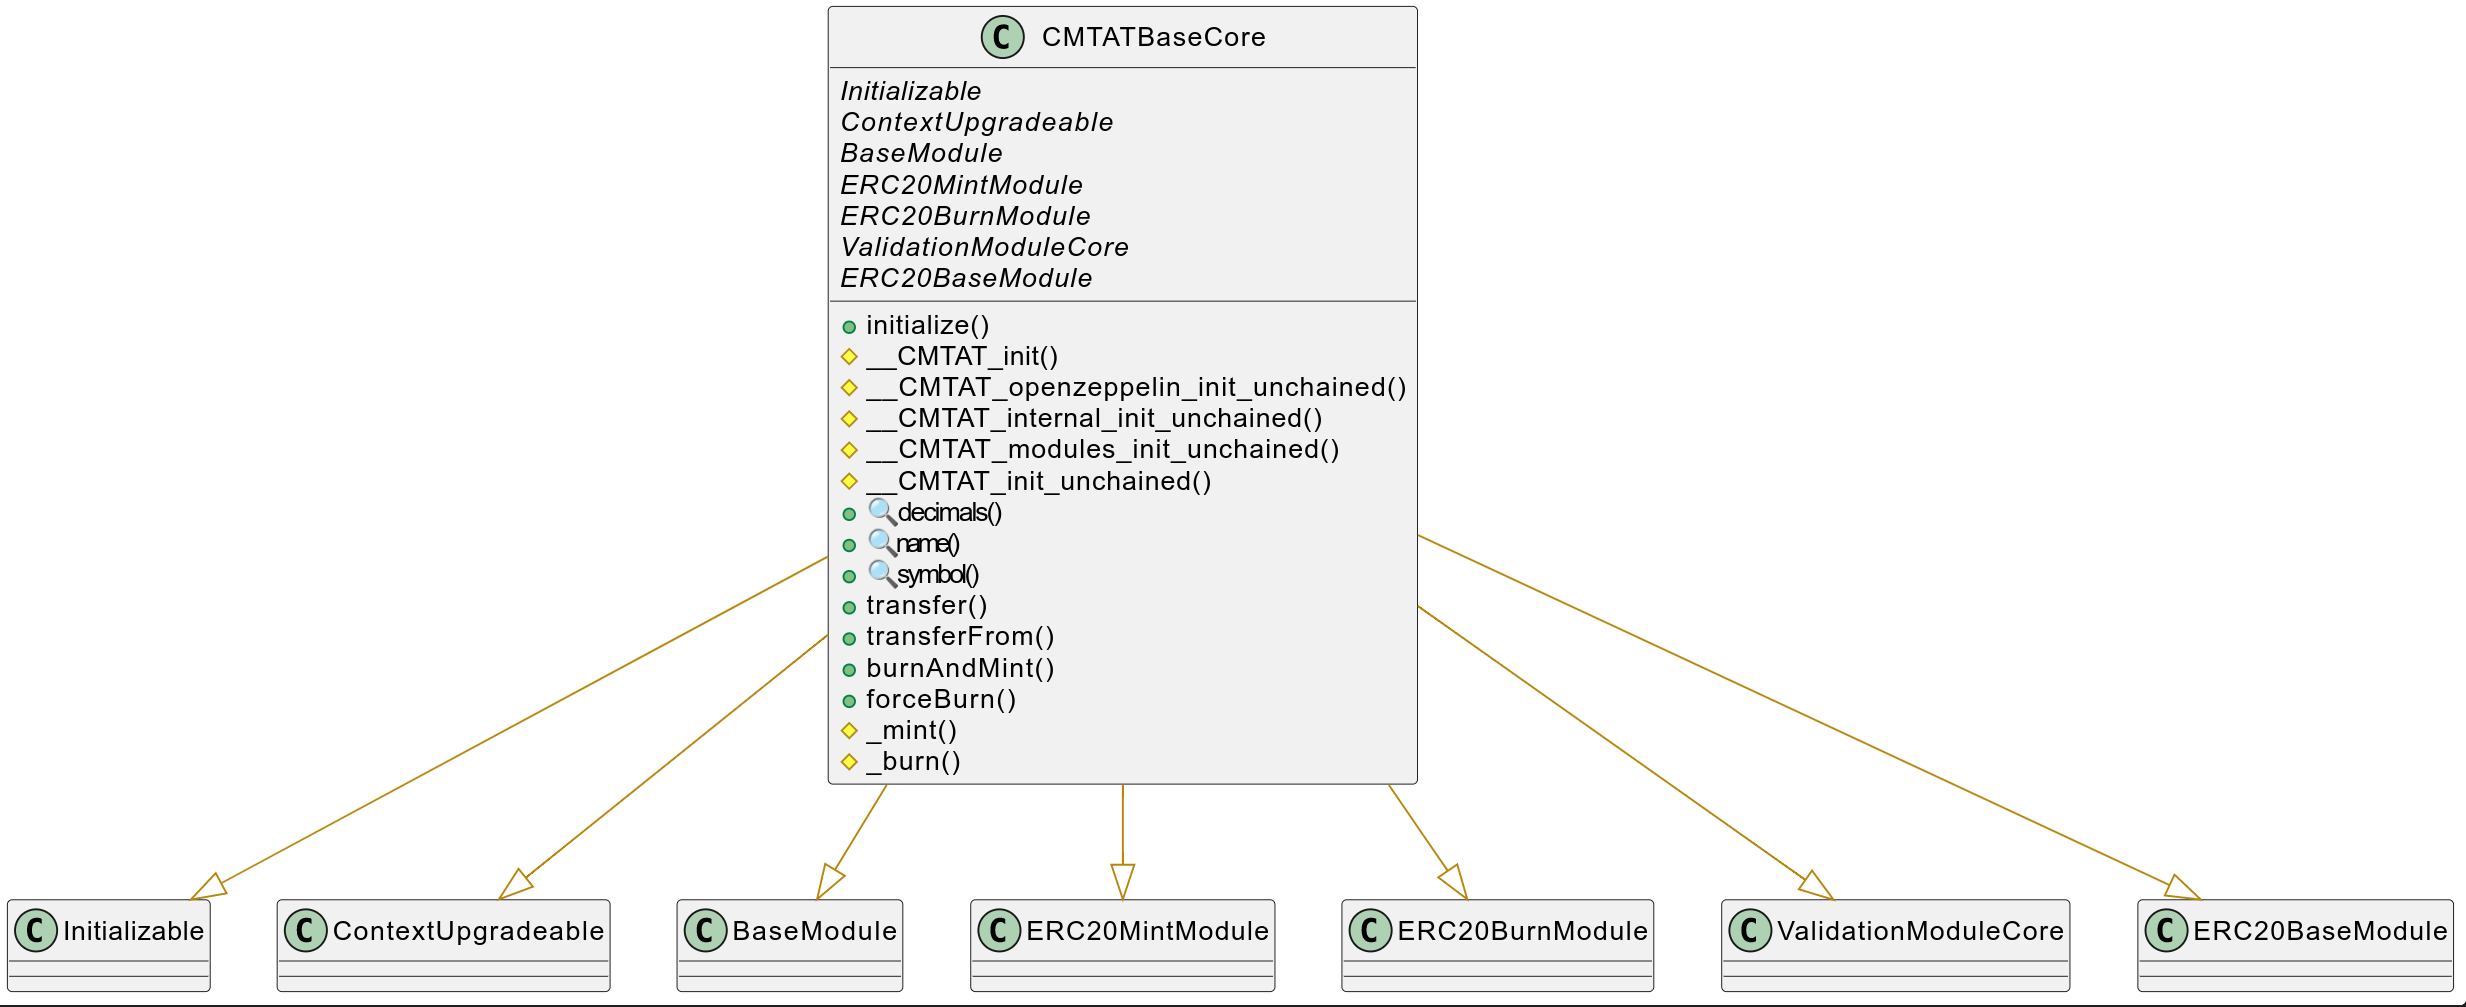 C CMTATBaseCore
Initializable
ContextUpgradeable
BaseModule
ERC20MintModule
ERC20BurnModule
ValidationModuleCore
ERC20BaseModule
initialize()
__CMTAT_init()
__CMTAT_openzeppelin_init_unchained()
__CMTAT_internal_init_unchained()
__CMTAT_modules_init_unchained()
__CMTAT_init_unchained()
🔍decimals()
🔍name()
🔍symbol()
transfer()
transferFrom()
burnAndMint()
forceBurn()
_mint()
_burn()
C Initializable
C ContextUpgradeable
C BaseModule
C ERC20MintModule
C ERC20BurnModule
C ValidationModuleCore
C ERC20BaseModule